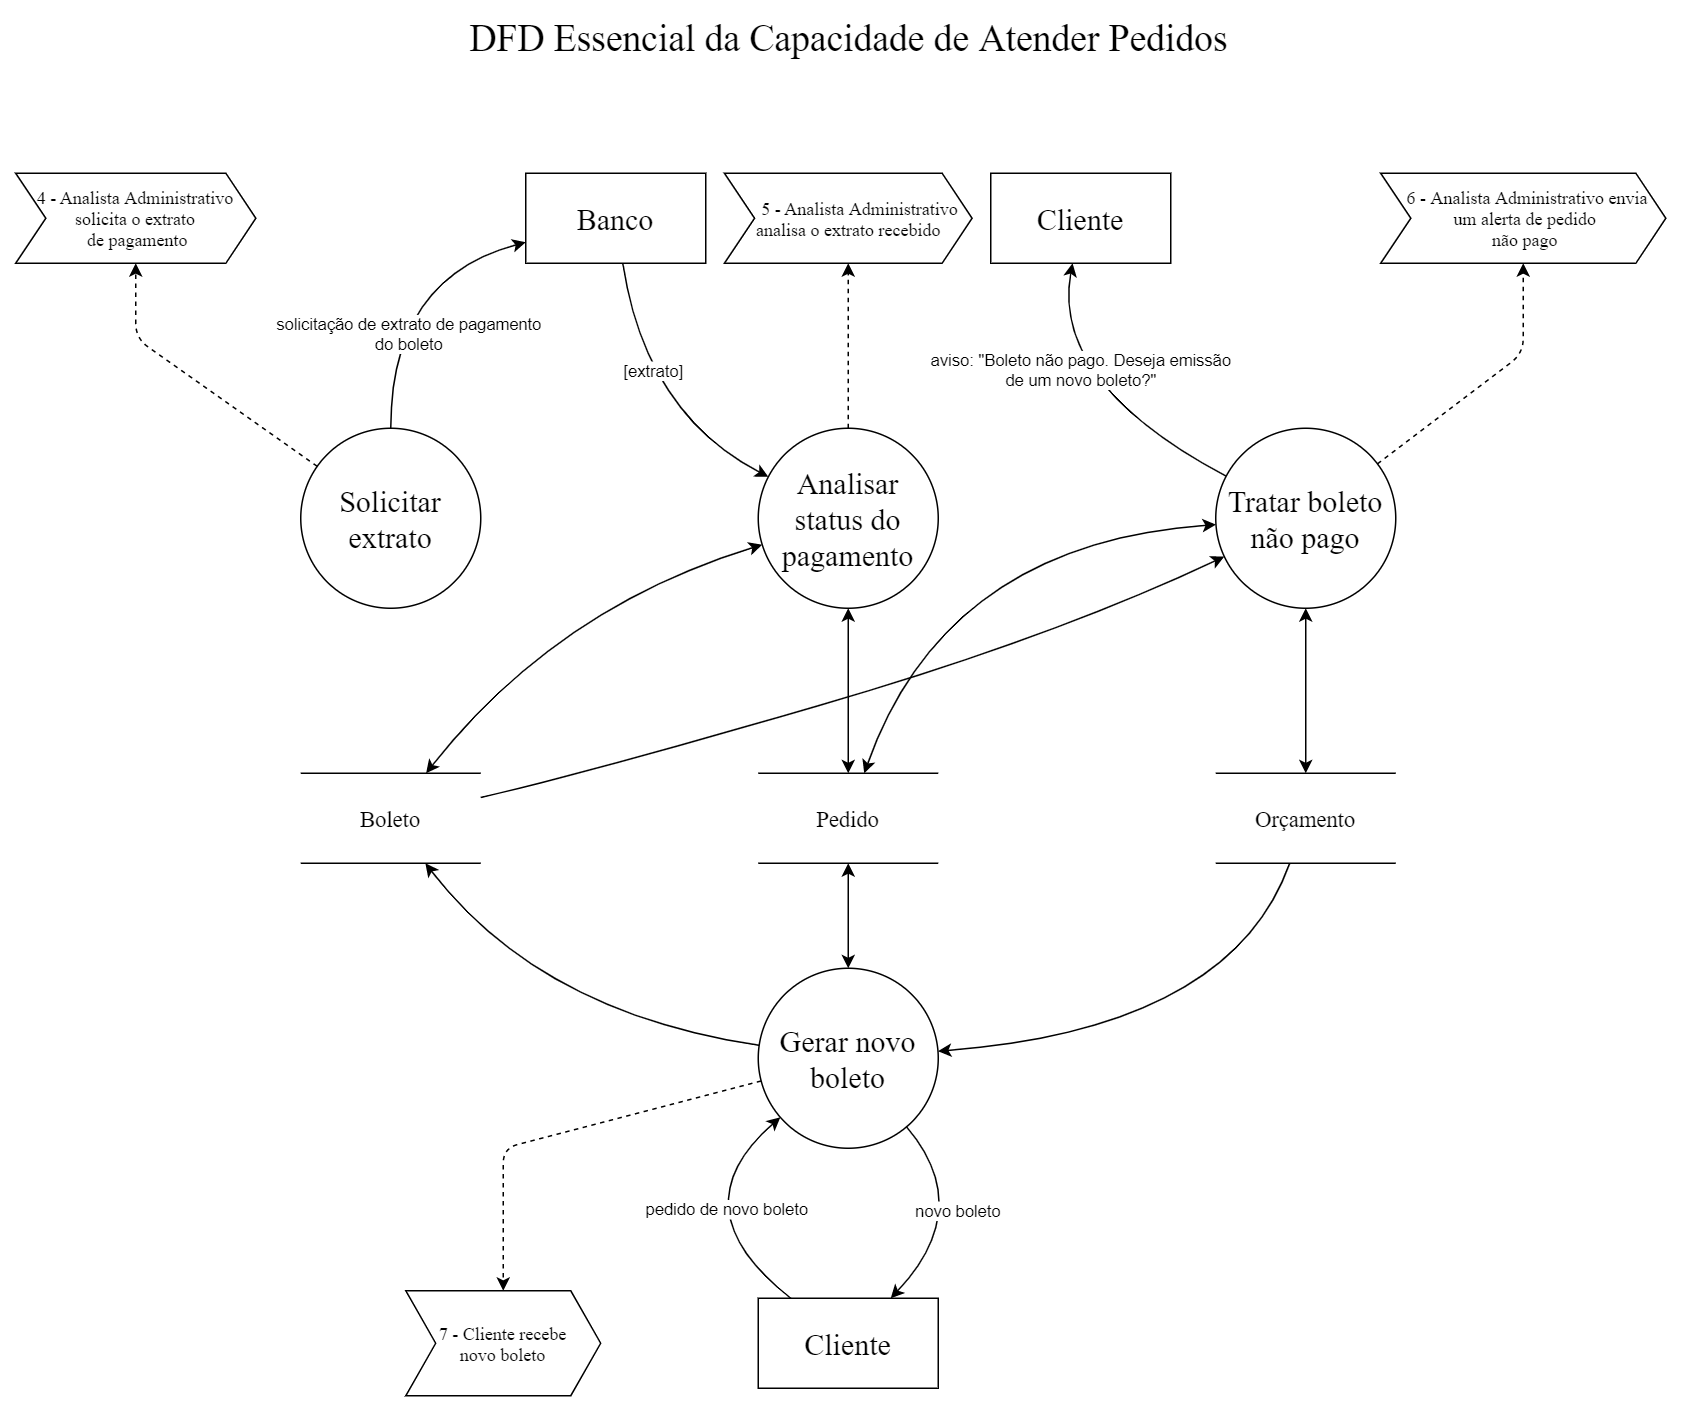 DFD Essencial da Capacidade de Atender Pedidos
4 - Analista Administrativo
solicita o extrato
de pagamento
Banco
5 - Analista Administrativo
analisa o extrato recebido
Cliente
6 - Analista Administrativo envia
um alerta de pedido
não pago
solicitação de extrato de pagamento
do boleto
[extrato]
aviso: "Boleto não pago. Deseja emissão
de um novo boleto?"
Solicitar
extrato
Analisar
status do
pagamento
Tratar boleto
não pago
Boleto
Pedido
Orçamento
Gerar novo
boleto
pedido de novo boleto
novo boleto
7 - Cliente recebe
novo boleto
Cliente